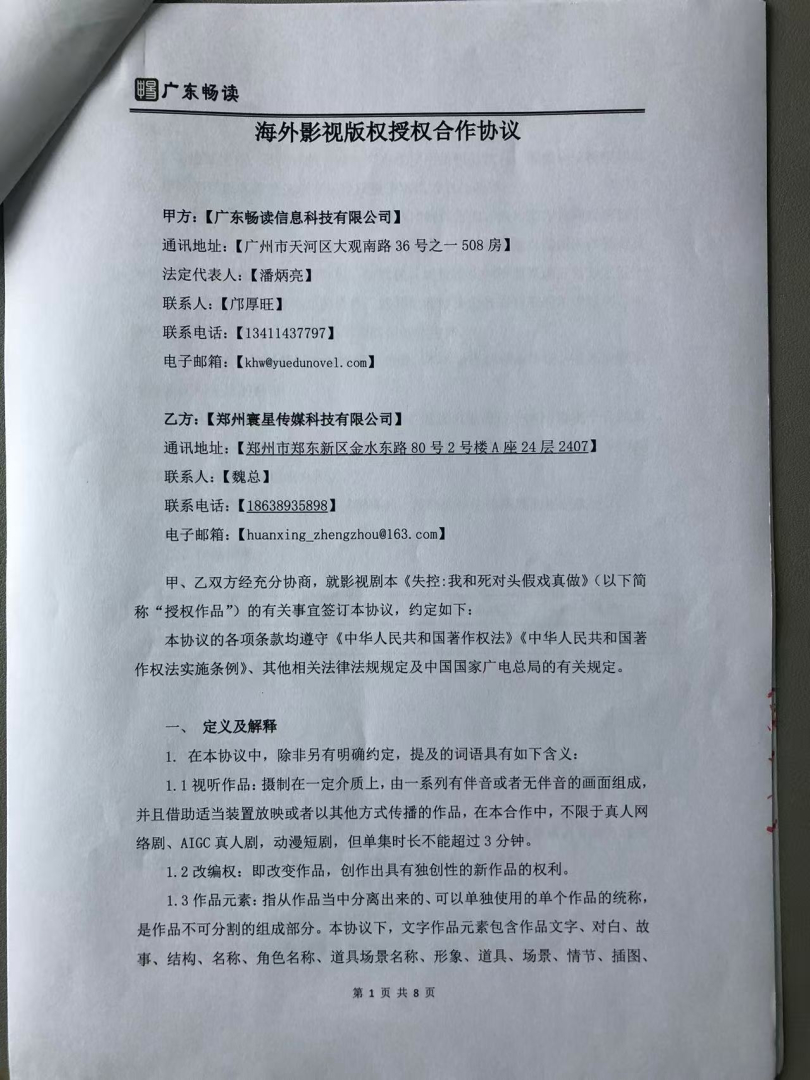 广东畅读
海外影视版权授权合作协议
甲方：【广东畅读信息科技有限公司】
通讯地址：【广州市天河区大观南路 36 号之一 508 房】
法定代表人：【潘炳亮】
联系人：【邝厚旺】
联系电话：【13411437797】
电子邮箱：【khw@yuedunovel.com】
乙方：【郑州寰星传媒科技有限公司】
通讯地址：【郑州市郑东新区金水东路 80 号 2 号楼 A 座 24 层 2407】
联系人：【魏总】
联系电话：【18638935898】
电子邮箱：【huanxing_zhengzhou@163.com】
甲、乙双方经充分协商，就影视剧本《失控:我和死对头假戏真做》（以下简
称“授权作品”）的有关事宜签订本协议，约定如下：
本协议的各项条款均遵守《中华人民共和国著作权法》《中华人民共和国著
作权法实施条例》、其他相关法律法规规定及中国国家广电总局的有关规定。
一、 定义及解释
1. 在本协议中，除非另有明确约定，提及的词语具有如下含义：
1.1 视听作品：摄制在一定介质上，由一系列有伴音或者无伴音的画面组成，
并且借助适当装置放映或者以其他方式传播的作品，在本合作中，不限于真人网
络剧、AIGC 真人剧，动漫短剧，但单集时长不能超过 3 分钟。
1.2 改编权：即改变作品，创作出具有独创性的新作品的权利。
1.3 作品元素：指从作品当中分离出来的、可以单独使用的单个作品的统称，
是作品不可分割的组成部分。本协议下，文字作品元素包含作品文字、对白、故
事、结构、名称、角色名称、道具场景名称、形象、道具、场景、情节、插图、
第 1 页 共 8 页